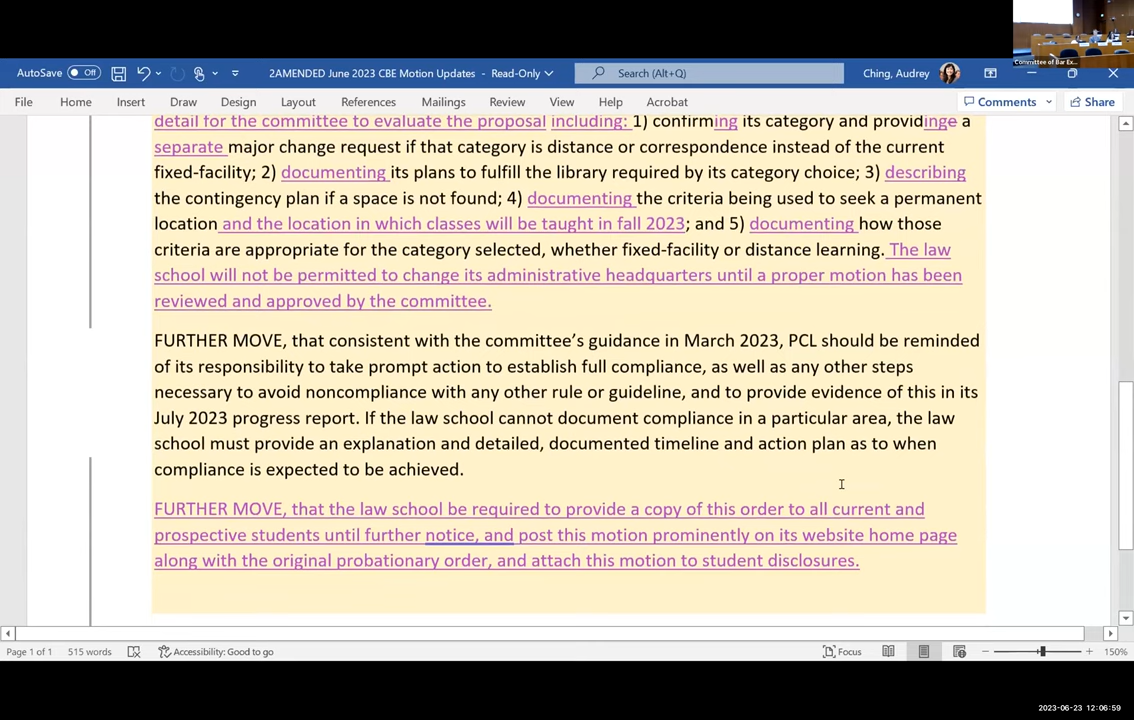 Committee of Bar Ex...
AutoSave Off 2AMENDED June 2023 CBE Motion Updates - Read-Only Search (Alt+Q) Ching, Audrey
File Home Insert Draw Design Layout References Mailings Review View Help Acrobat Comments Share
detail for the committee to evaluate the proposal including: 1) confirming its category and providinge a
separate major change request if that category is distance or correspondence instead of the current
fixed-facility; 2) documenting its plans to fulfill the library required by its category choice; 3) describing
the contingency plan if a space is not found; 4) documenting the criteria being used to seek a permanent
location and the location in which classes will be taught in fall 2023; and 5) documenting how those
criteria are appropriate for the category selected, whether fixed-facility or distance learning. The law
school will not be permitted to change its administrative headquarters until a proper motion has been
reviewed and approved by the committee.
FURTHER MOVE, that consistent with the committee's guidance in March 2023, PCL should be reminded
of its responsibility to take prompt action to establish full compliance, as well as any other steps
necessary to avoid noncompliance with any other rule or guideline, and to provide evidence of this in its
July 2023 progress report. If the law school cannot document compliance in a particular area, the law
school must provide an explanation and detailed, documented timeline and action plan as to when
compliance is expected to be achieved.
FURTHER MOVE, that the law school be required to provide a copy of this order to all current and
prospective students until further notice, and post this motion prominently on its website home page
along with the original probationary order, and attach this motion to student disclosures.
Page 1 of 1 515 words Accessibility: Good to go Focus 150%
2023-06-23 12:06:59